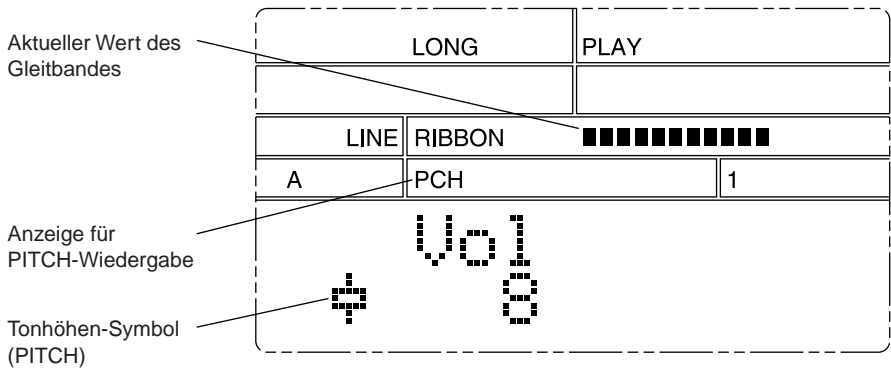 Aktueller Wert des
Gleitbandes
LONG PLAY
LINE RIBBON
A PCH 1
Anzeige für
PITCH-Wiedergabe
Vol
8
Tonhöhen-Symbol
(PITCH)